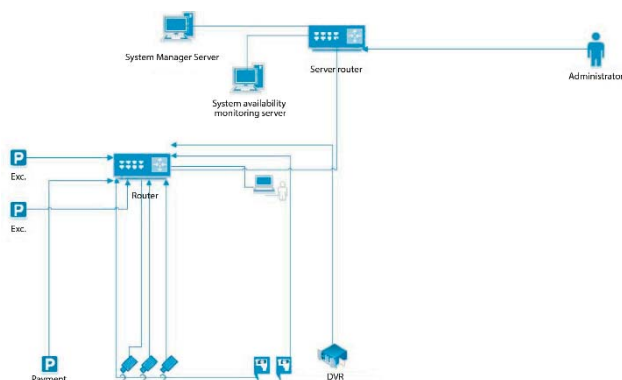 System Manager Server
Server router
Administrator
System availability
monitoring server
P
Exc.
Router
P
Exc.
P
Payment
DVR